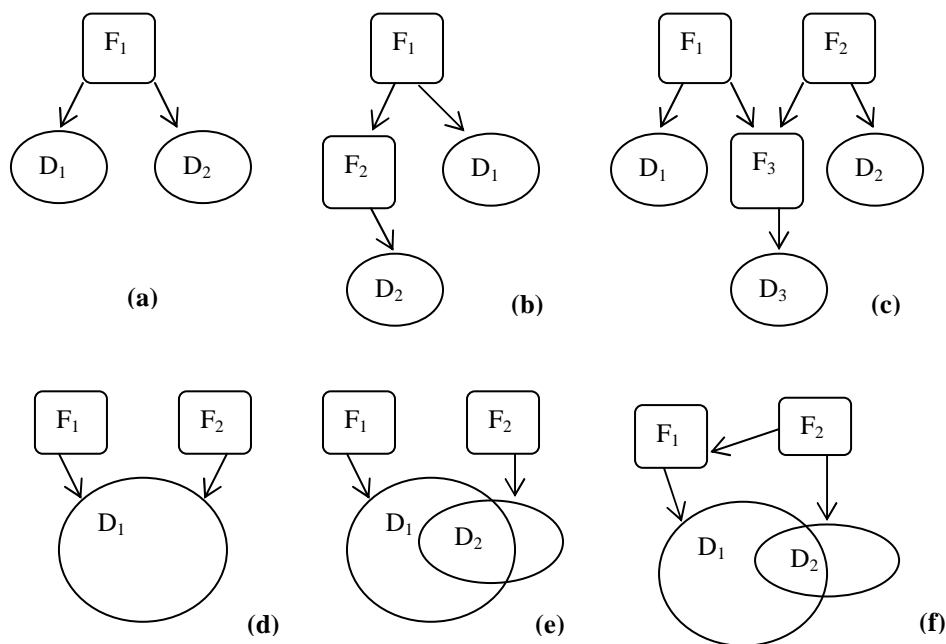 F₁
D₁ D₂
(a)
F₁
F₂ D₁
D₂
(b)
F₁ F₂
D₁ F₃ D₂
D₃
(c)
F₁ F₂
D₁
(d)
F₁ F₂
D₁ D₂
(e)
F₁ F₂
D₁ D₂
(f)